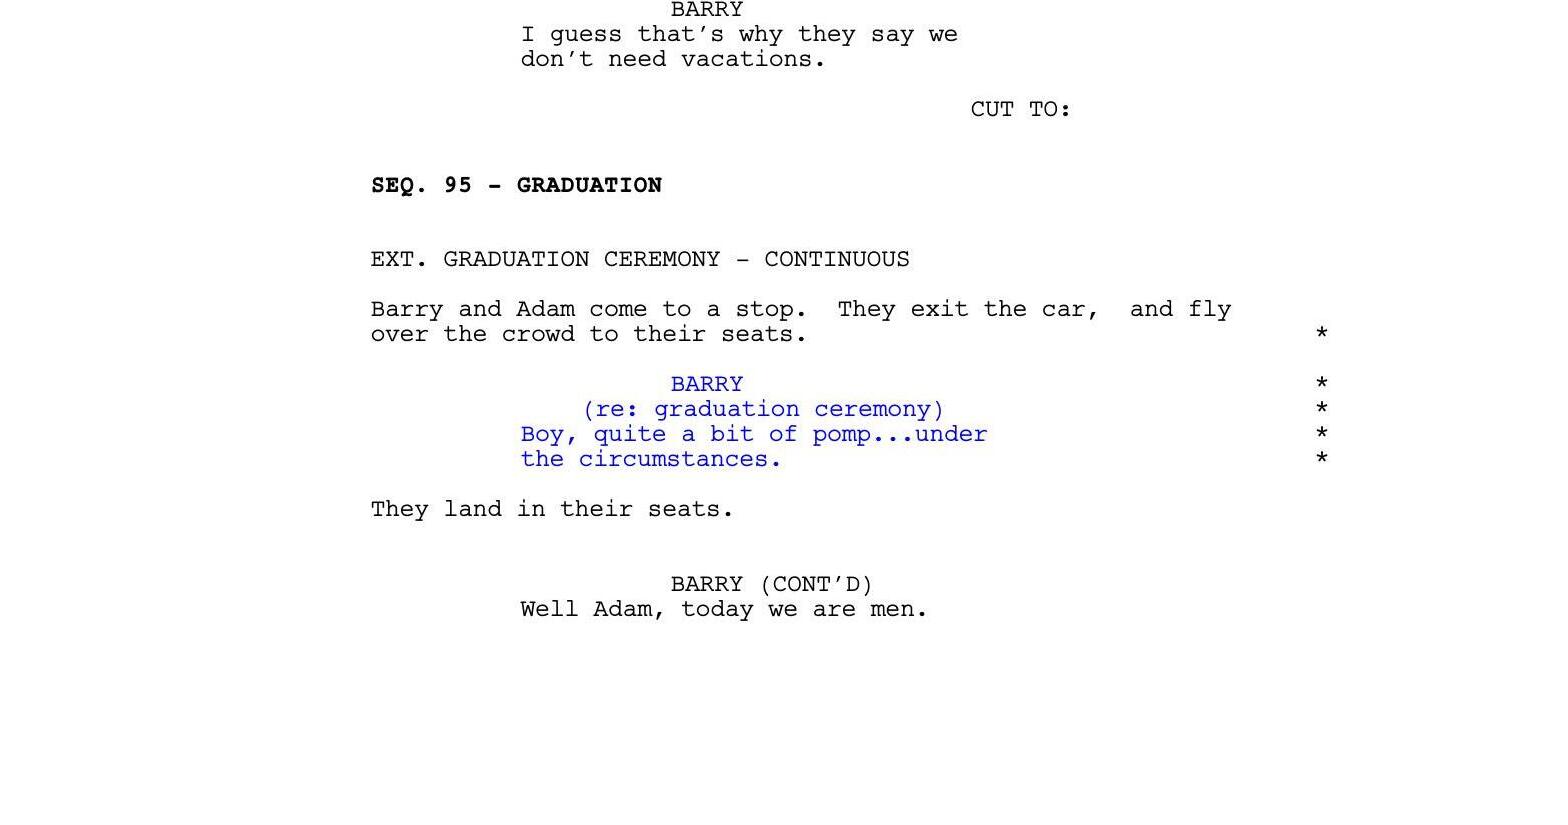 BARRY
I guess that’s why they say we
don’t need vacations.
CUT TO:
SEQ. 95 – GRADUATION
EXT. GRADUATION CEREMONY – CONTINUOUS
Barry and Adam come to a stop.  They exit the car,  and fly
over the crowd to their seats. *
BARRY *
(re: graduation ceremony) *
Boy, quite a bit of pomp...under *
the circumstances. *
They land in their seats.
BARRY (CONT’D)
Well Adam, today we are men.